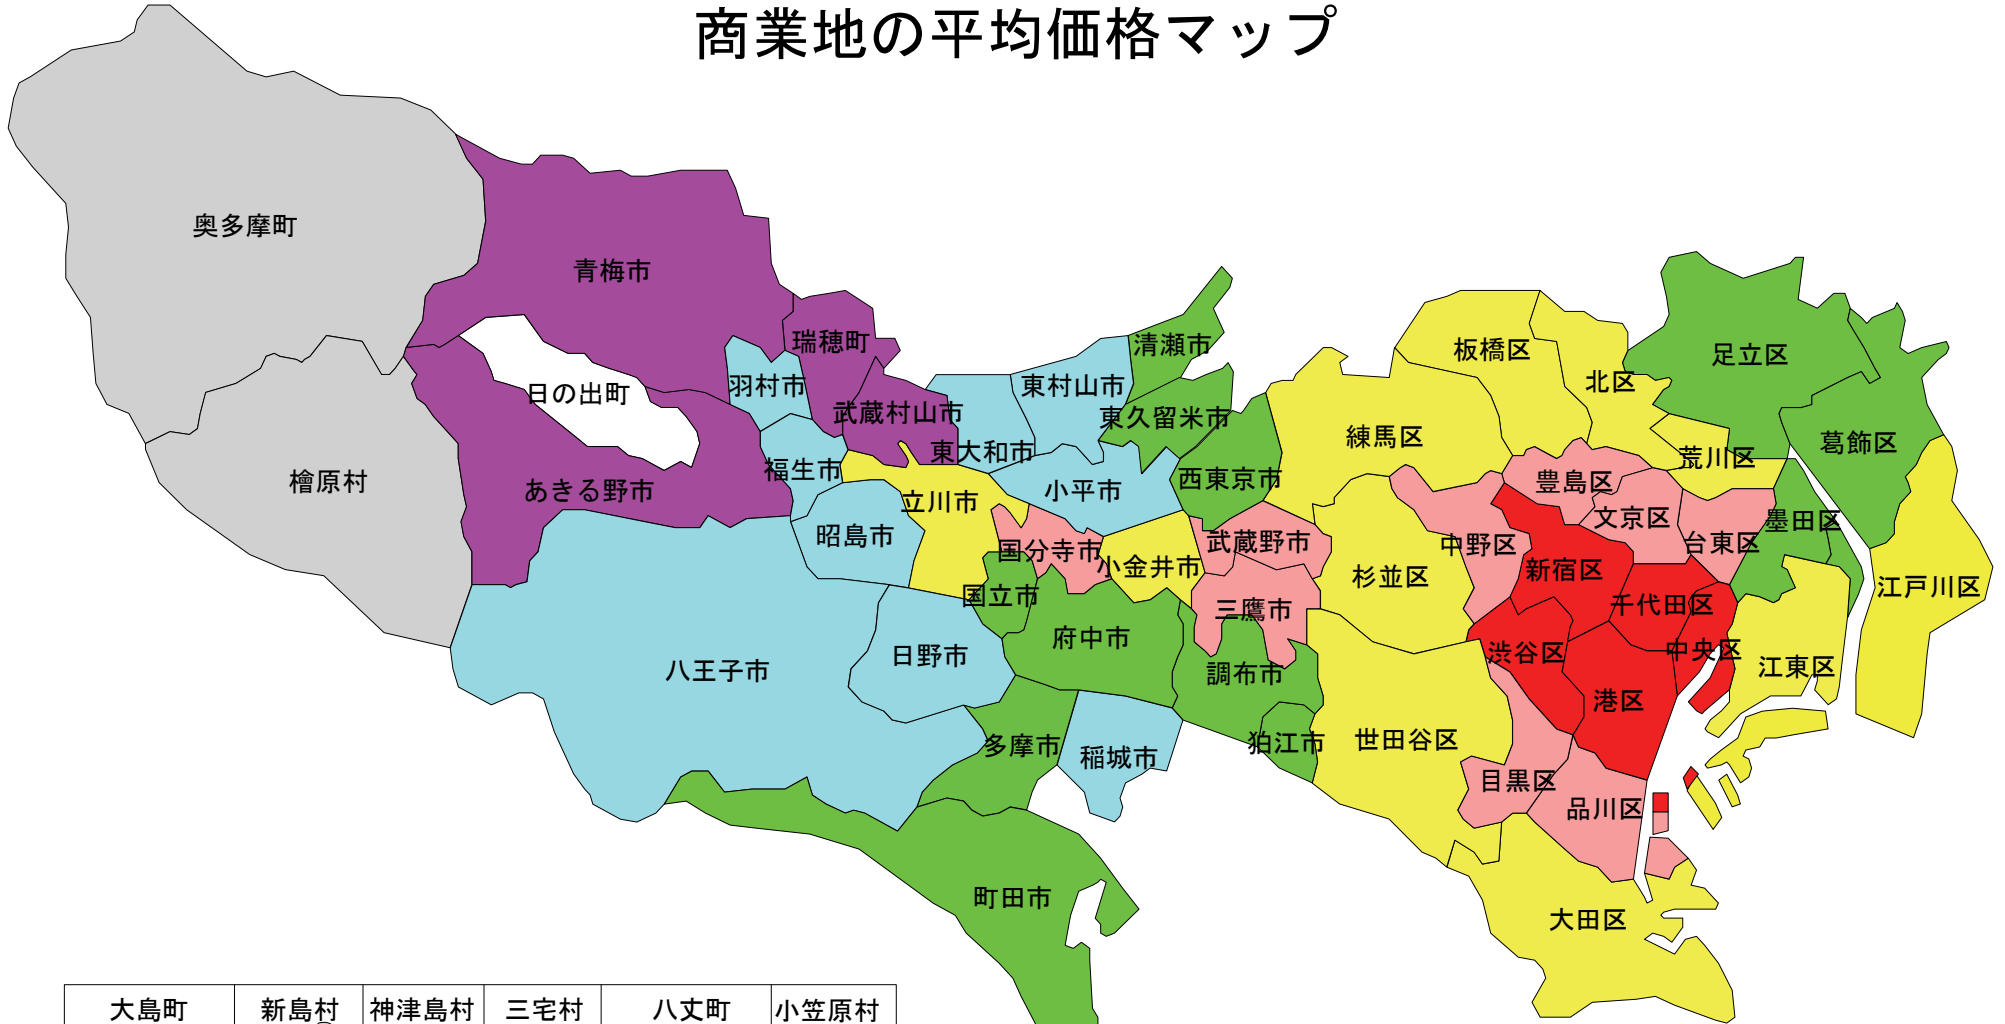 商業地の平均価格マップ
奥多摩町
青梅市
瑞穂町
清瀬市
板橋区
足立区
日の出町
羽村市
東村山市
北区
武蔵村山市
東久留米市
練馬区
葛飾区
東大和市
荒川区
檜原村
あきる野市
福生市
小平市
西東京市
豊島区
立川市
文京区
墨田区
昭島市
国分寺市
武蔵野市
中野区
台東区
小金井市
杉並区
新宿区
江戸川区
国立市
三鷹市
千代田区
府中市
八王子市
日野市
調布市
渋谷区
中央区
江東区
港区
多摩市
稲城市
狛江市
世田谷区
目黒区
品川区
町田市
大田区
大島町 新島村 神津島村 三宅村 八丈町 小笠原村